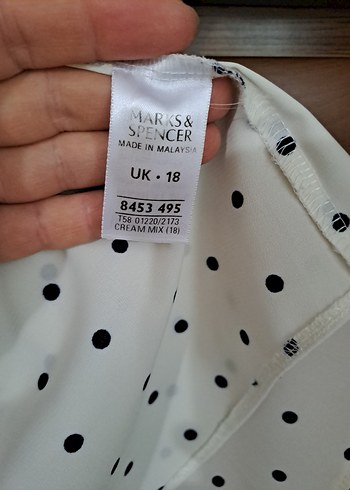 MARKS&
SPENCER
MADE IN MALAYSIA
UK · 18
8453 495
T58 01220/2173
CREAM MIX (18)